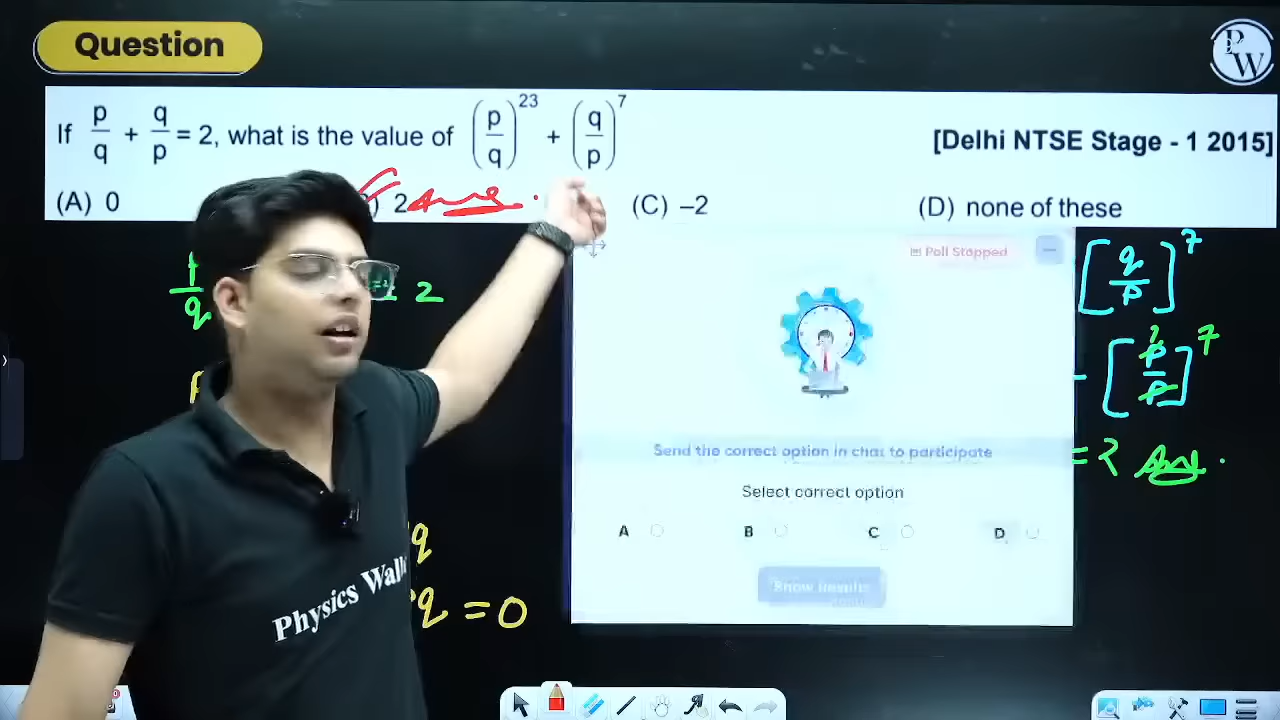 Question
PW
If p/q + q/p = 2, what is the value of (p/q)^23 + (q/p)^7
[Delhi NTSE Stage - 1 2015]
(A) 0
) 2 Ans.
(C) –2
(D) none of these
Poll Stopped
q 2
[q/p]^7
[p/p]^7
= 2 Ans.
Send the correct option in chat to participate
Select correct option
A B C D
Show results
q
q = 0
Physics Wall